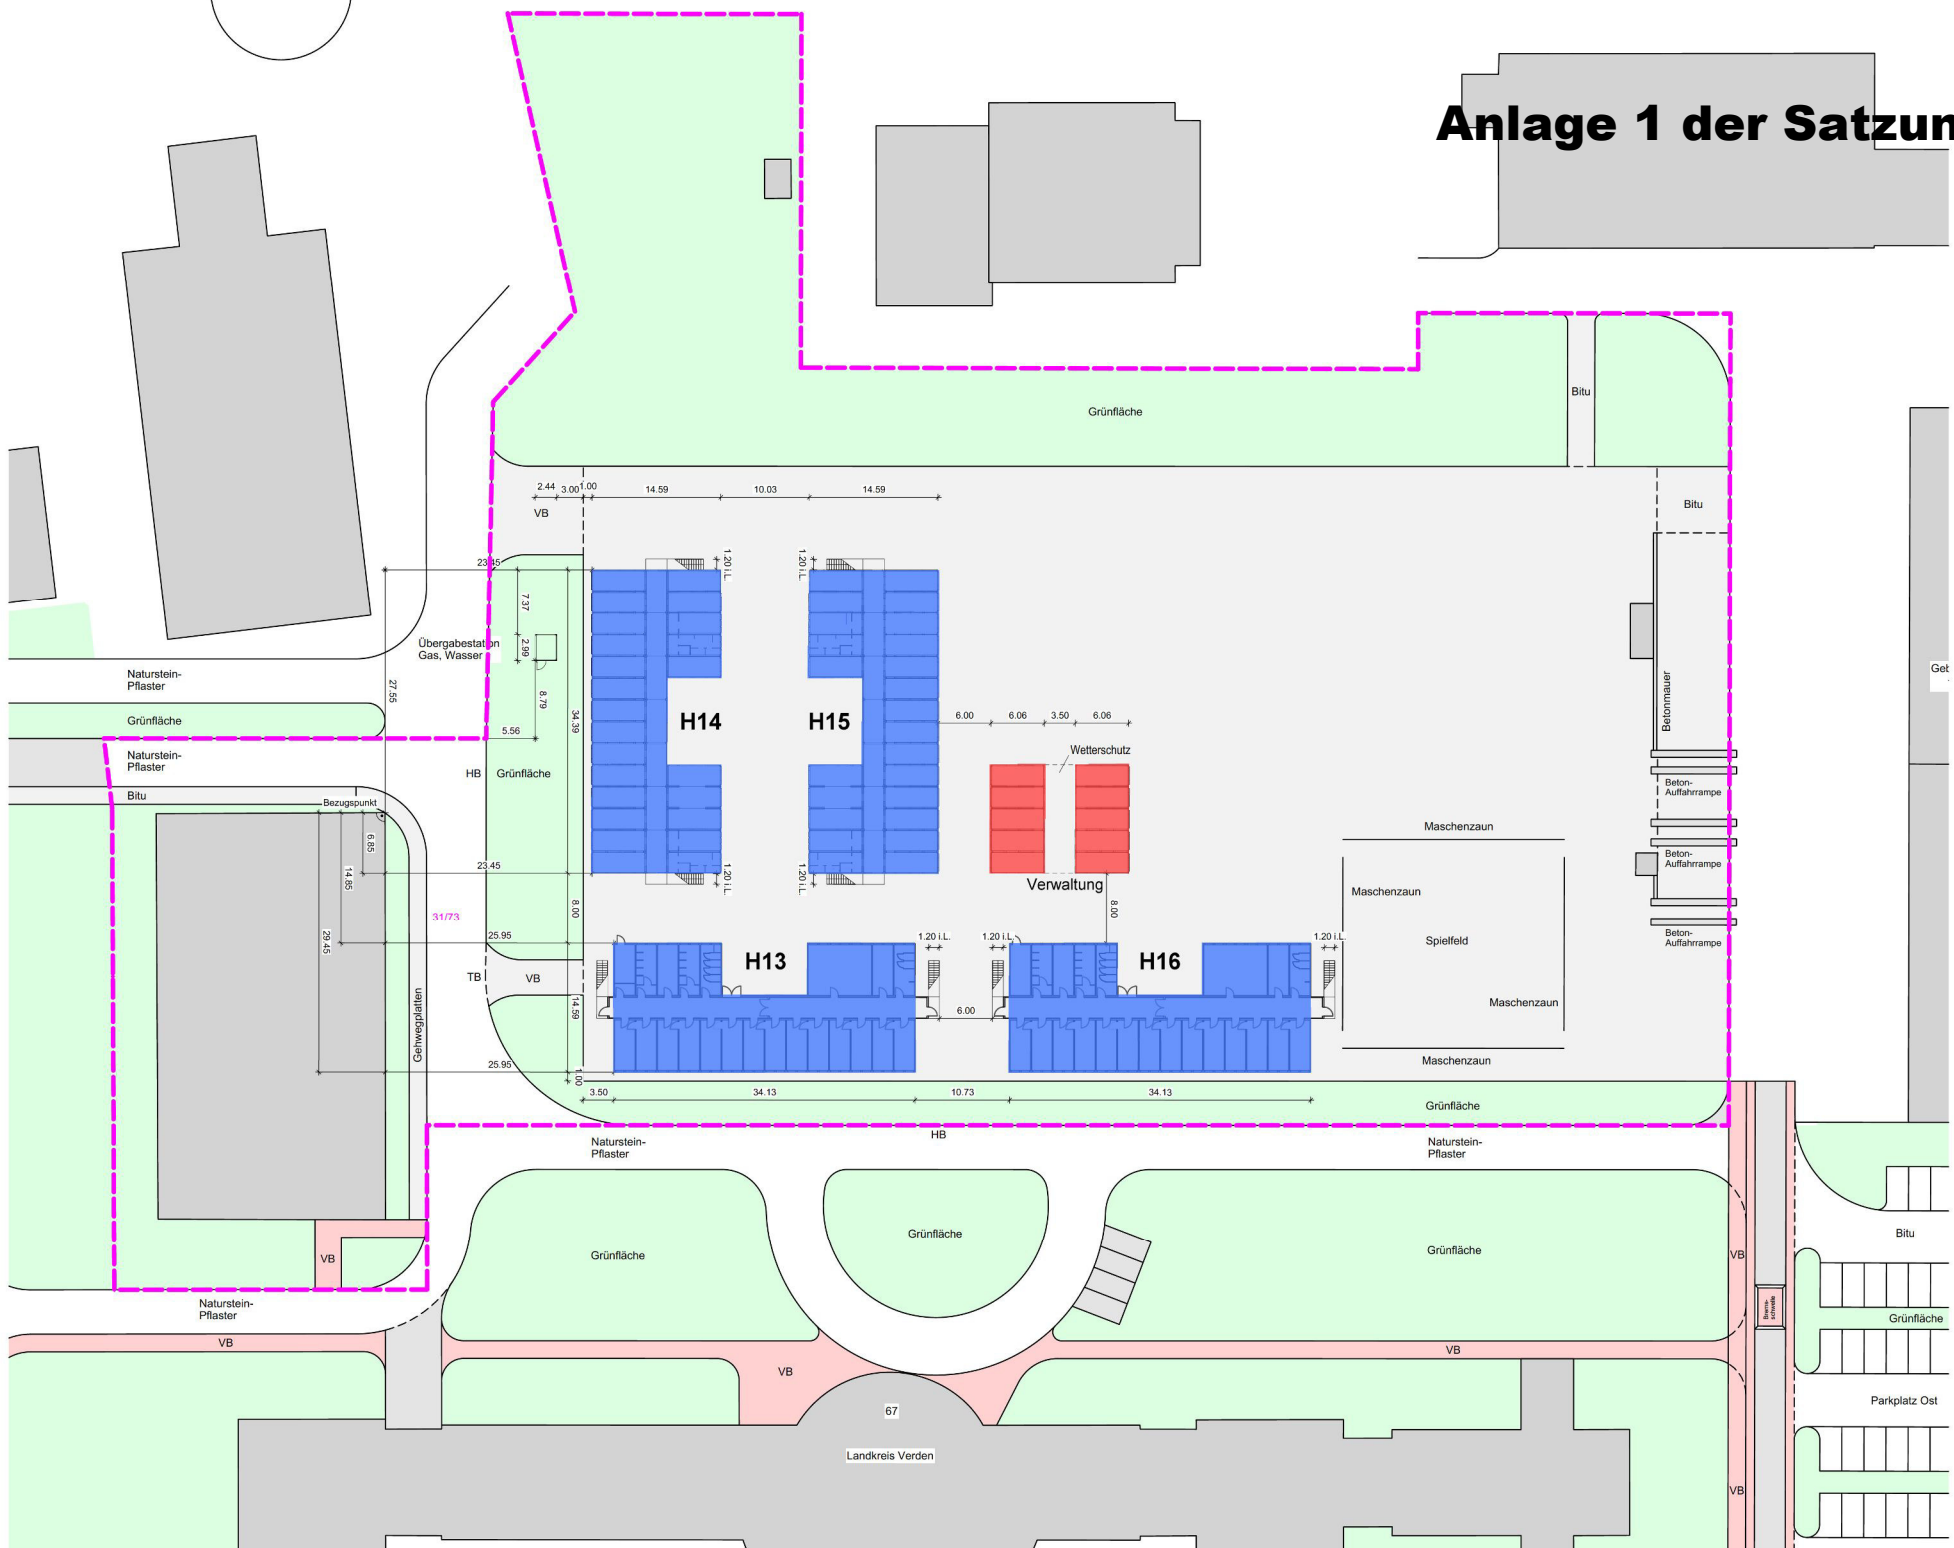 Anlage 1 der Satzun
Grünfläche
Bitu
Bitu
2.44
3.00
1.00
14.59
10.03
14.59
VB
1.20 i.L.
1.20 i.L.
23.45
7.37
2.99
Übergabestation
Gas, Wasser
8.79
27.55
34.39
5.56
Naturstein-
Pflaster
Grünfläche
Naturstein-
Pflaster
Bitu
HB
Grünfläche
H14
H15
6.00
6.06
3.50
6.06
Wetterschutz
Betonmauer
Geb
Beton-
Auffahrrampe
Beton-
Auffahrrampe
Beton-
Auffahrrampe
Bezugspunkt
6.85
14.85
29.45
23.45
1.20 i.L.
1.20 i.L.
Verwaltung
8.00
8.00
Maschenzaun
Maschenzaun
Spielfeld
Maschenzaun
Maschenzaun
31/73
25.95
TB
VB
Gehwegplatten
14.59
H13
1.20 i.L.
1.20 i.L.
H16
1.20 i.L.
6.00
25.95
1.00
3.50
34.13
10.73
34.13
Grünfläche
HB
Naturstein-
Pflaster
Naturstein-
Pflaster
Grünfläche
Grünfläche
Grünfläche
VB
VB
Bitu
Naturstein-
Pflaster
Brems-
schwelle
Grünfläche
VB
VB
VB
Parkplatz Ost
67
Landkreis Verden
VB